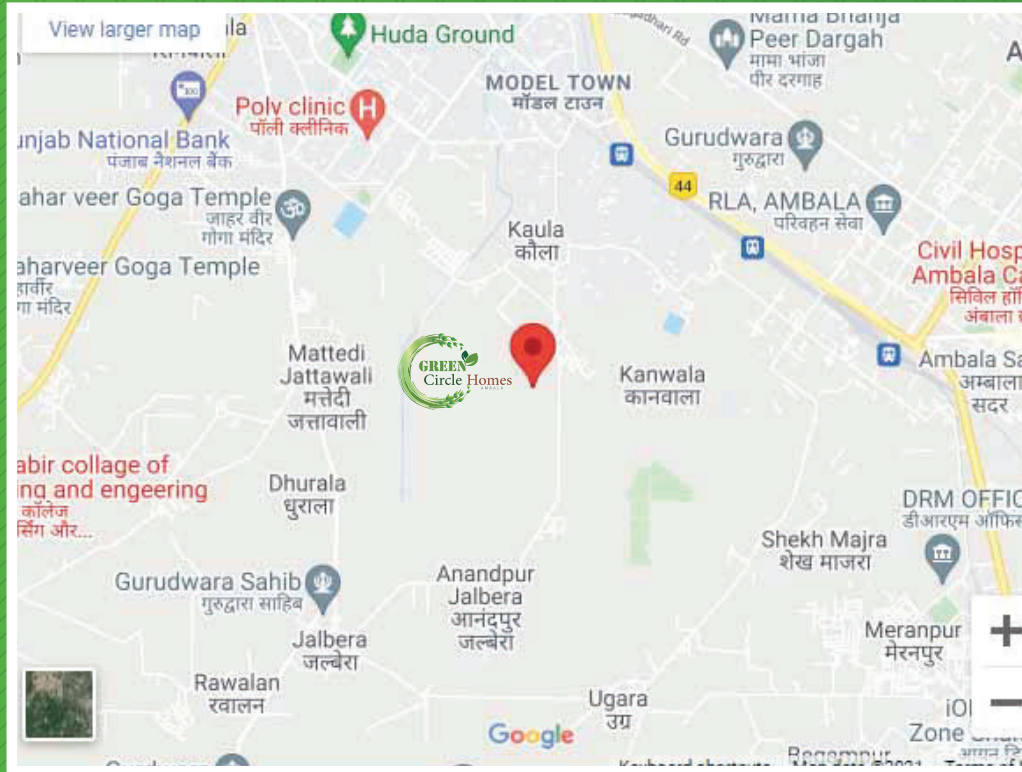 View larger map
Huda Ground
Peer Dargah
मामा भांजा
पीर दरगाह
MODEL TOWN
मॉडल टाउन
Poly clinic
पॉली क्लीनिक
unjab National Bank
पंजाब नैशनल बैंक
Gurudwara
गुरुद्वारा
44
ahar veer Goga Temple
जाहर वीर
गोगा मंदिर
RLA, AMBALA
परिवहन सेवा
Kaula
कौला
Civil Hosp
Ambala Ca
सिविल हॉ
अंबाला
aharveer Goga Temple
हावीर
गा मंदिर
Mattedi
Jattawali
मत्तेदी
जत्तावाली
GREEN
Circle Homes
AMBALA
Kanwala
कानवाला
Ambala Sa
अम्बाला
सदर
abir collage of
ing and engeering
कॉलेज
र्सिंग और...
Dhurala
धुराला
DRM OFFIC
डीआरएम ऑफिस
Shekh Majra
शेख माजरा
Gurudwara Sahib
गुरुद्वारा साहिब
Anandpur
Jalbera
आनंदपुर
जल्बेरा
Jalbera
जल्बेरा
Meranpur
मेरनपुर
+
Rawalan
रवालन
Ugara
उग्र
−
Google
Zone